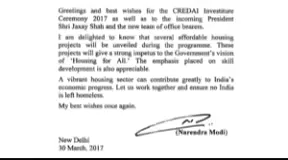 Greetings and best wishes for the CREDAI Investiture
Ceremony 2017 as well as to the incoming President
Shri Jaxay Shah and the new team of office bearers.
I am delighted to know that several affordable housing
projects will be unveiled during the programme. These
projects will give a strong impetus to the Government's vision
of 'Housing for All.' The emphasis placed on skill
development is also appreciable.
A vibrant housing sector can contribute greatly to India's
economic progress. Let us work together and ensure no India
is left homeless.
My best wishes once again.
(Narendra Modi)
New Delhi
30 March, 2017